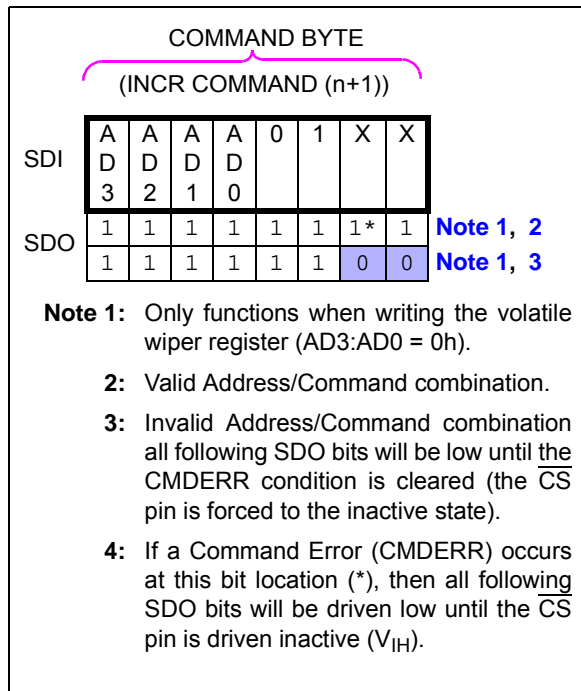 COMMAND BYTE
(INCR COMMAND (n+1))
SDI
A A A A 0 1 X X
D D D D
3 2 1 0
SDO
1 1 1 1 1 1 1* 1 Note 1, 2
1 1 1 1 1 1 0 0 Note 1, 3
Note 1: Only functions when writing the volatile
wiper register (AD3:AD0 = 0h).
2: Valid Address/Command combination.
3: Invalid Address/Command combination
all following SDO bits will be low until the
CMDERR condition is cleared (the C̅S̅
pin is forced to the inactive state).
4: If a Command Error (CMDERR) occurs
at this bit location (*), then all following
SDO bits will be driven low until the C̅S̅
pin is driven inactive (VIH).